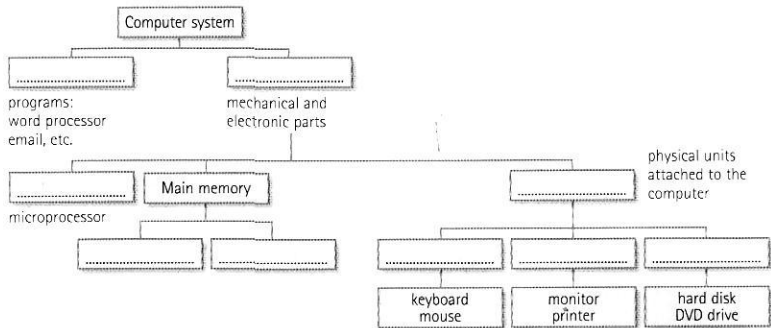 Computer system
programs:
word processor
email, etc.
mechanical and
electronic parts
physical units
attached to the
computer
Main memory
microprocessor
keyboard
mouse
monitor
printer
hard disk
DVD drive